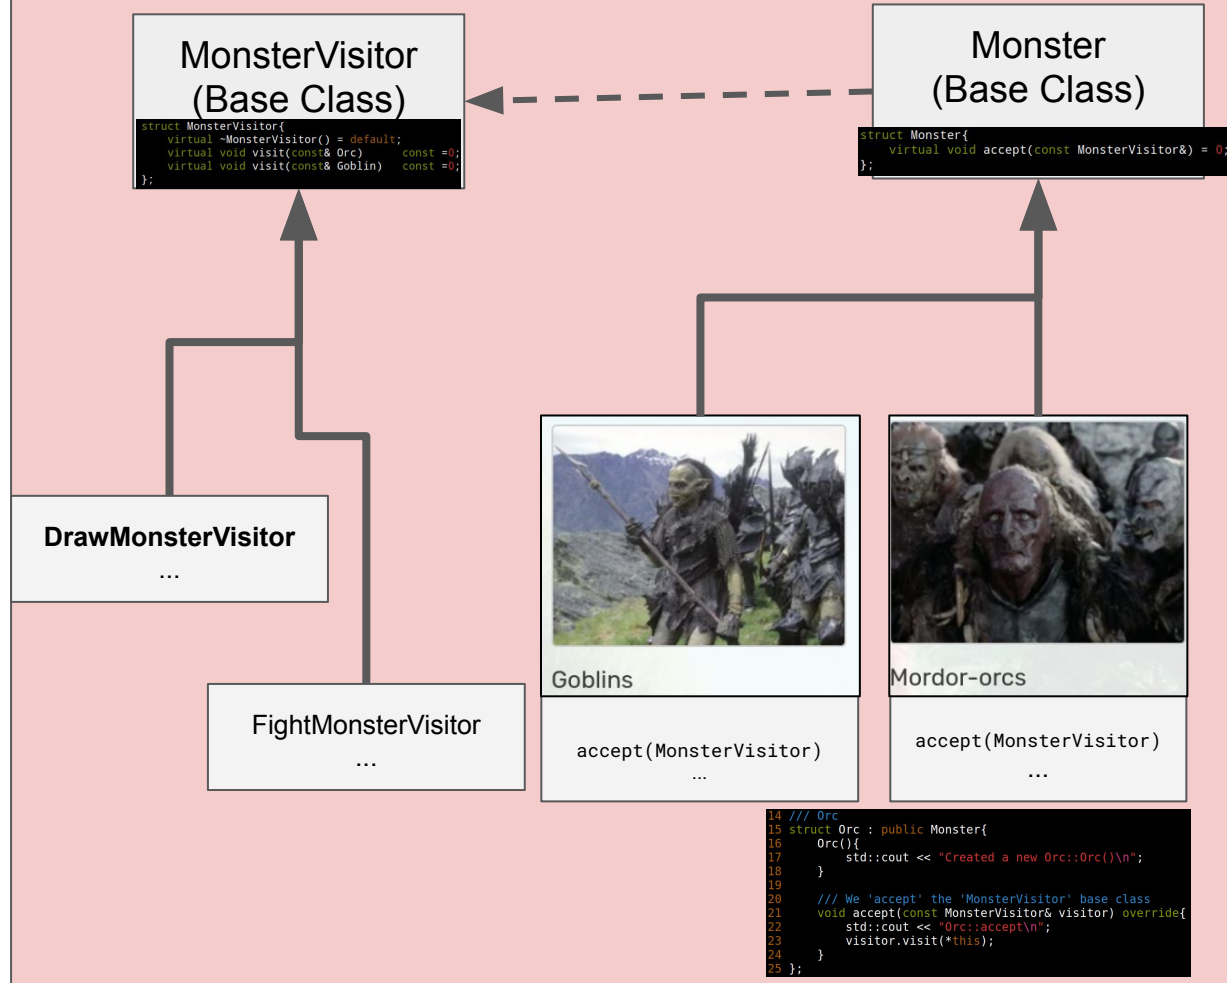 MonsterVisitor
(Base Class)
struct MonsterVisitor{
    virtual ~MonsterVisitor() = default;
    virtual void visit(const& Orc)      const =0;
    virtual void visit(const& Goblin)   const =0;
};
Monster
(Base Class)
struct Monster{
    virtual void accept(const MonsterVisitor&) = 0;
};
DrawMonsterVisitor
...
FightMonsterVisitor
...
Goblins
accept(MonsterVisitor)
...
Mordor-orcs
accept(MonsterVisitor)
...
14 /// Orc
15 struct Orc : public Monster{
16     Orc(){
17         std::cout << "Created a new Orc::Orc()\n";
18     }
19
20     /// We 'accept' the 'MonsterVisitor' base class
21     void accept(const MonsterVisitor& visitor) override{
22         std::cout << "Orc::accept\n";
23         visitor.visit(*this);
24     }
25 };